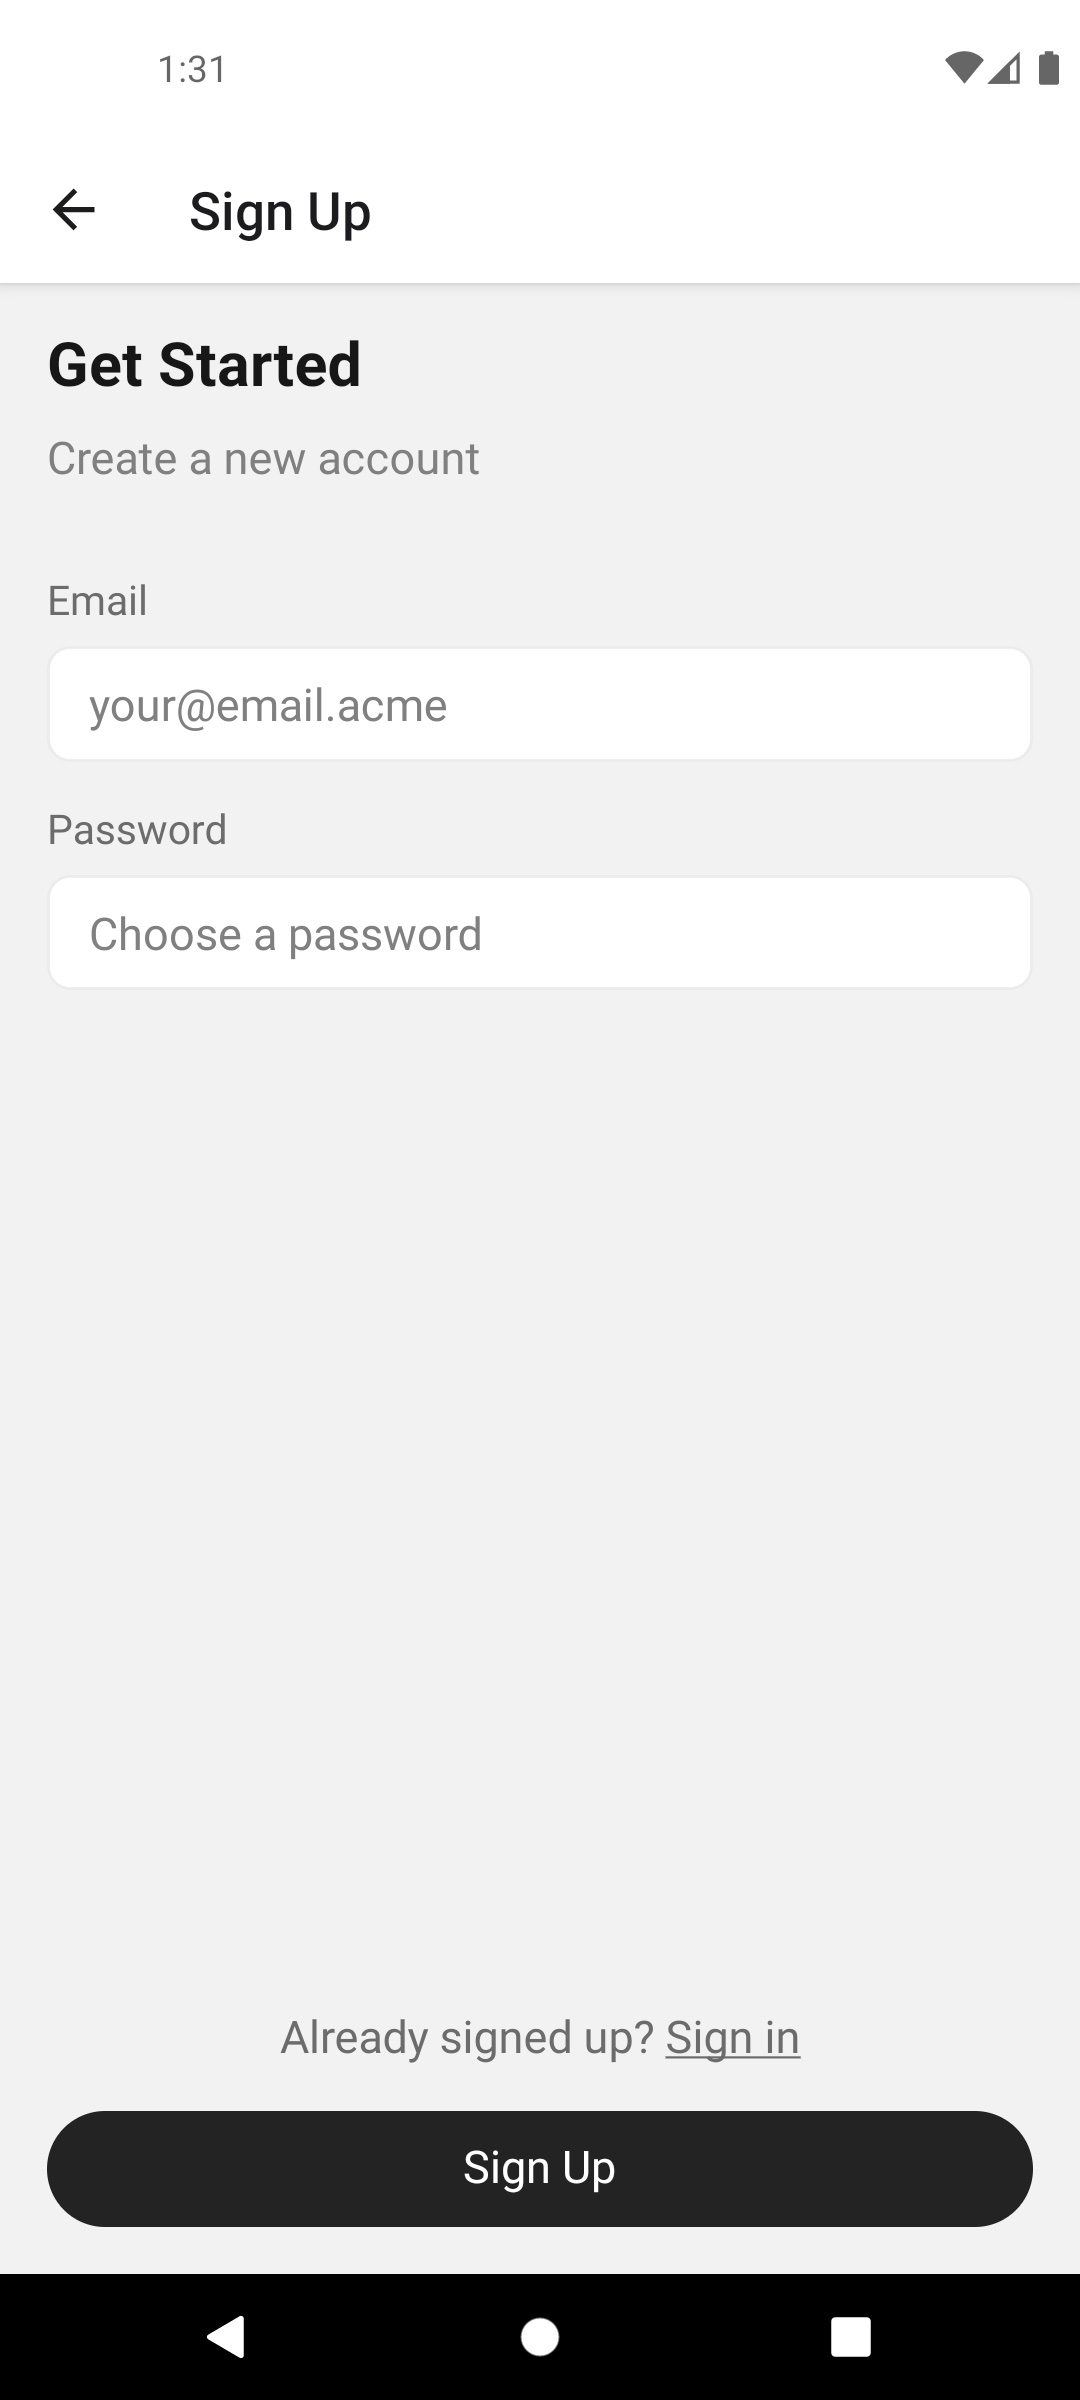 1:31
Sign Up
Get Started
Create a new account
Email
your@email.acme
Password
Choose a password
Already signed up? Sign in
Sign Up